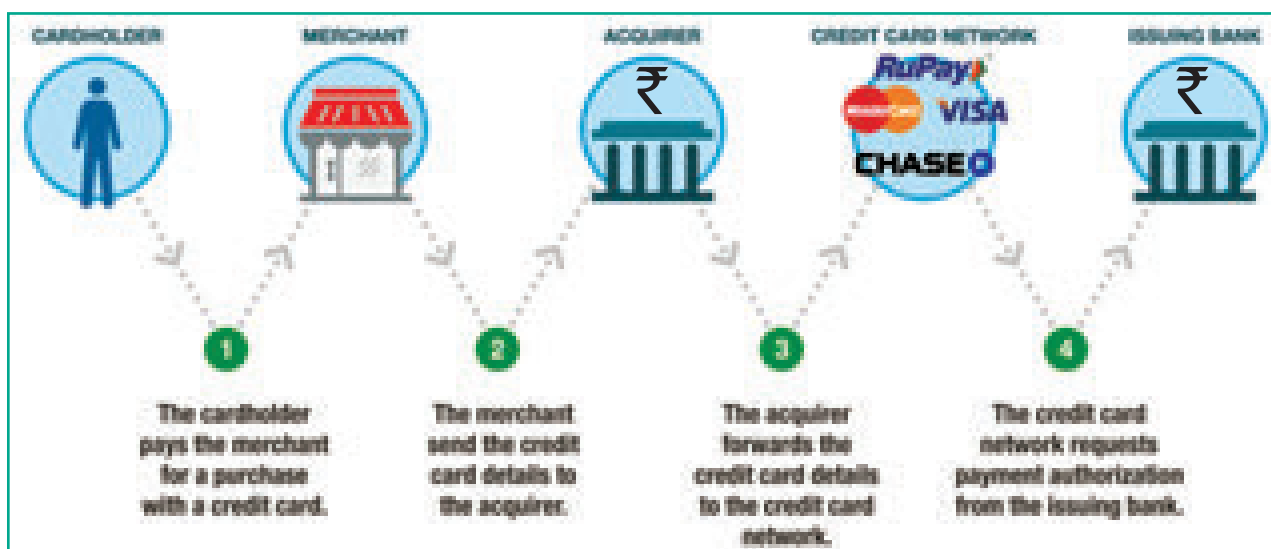 CARDHOLDER
MERCHANT
ACQUIRER
CREDIT CARD NETWORK
ISSUING BANK
₹
RuPay
MasterCard
VISA
CHASE
₹
1
The cardholder
pays the merchant
for a purchase
with a credit card.
2
The merchant
send the credit
card details to
the acquirer.
3
The acquirer
forwards the
credit card details
to the credit card
network.
4
The credit card
network requests
payment authorization
from the issuing bank.